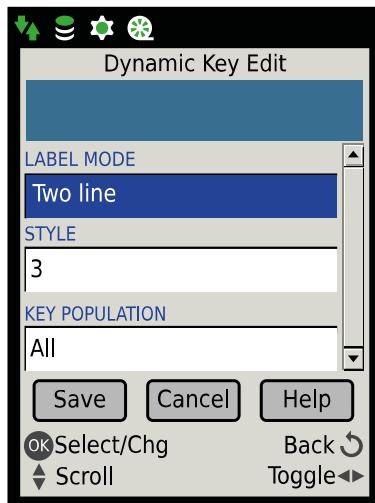 Dynamic Key Edit
LABEL MODE
Two line
STYLE
3
KEY POPULATION
All
Save Cancel Help
OK Select/Chg Back
Scroll Toggle